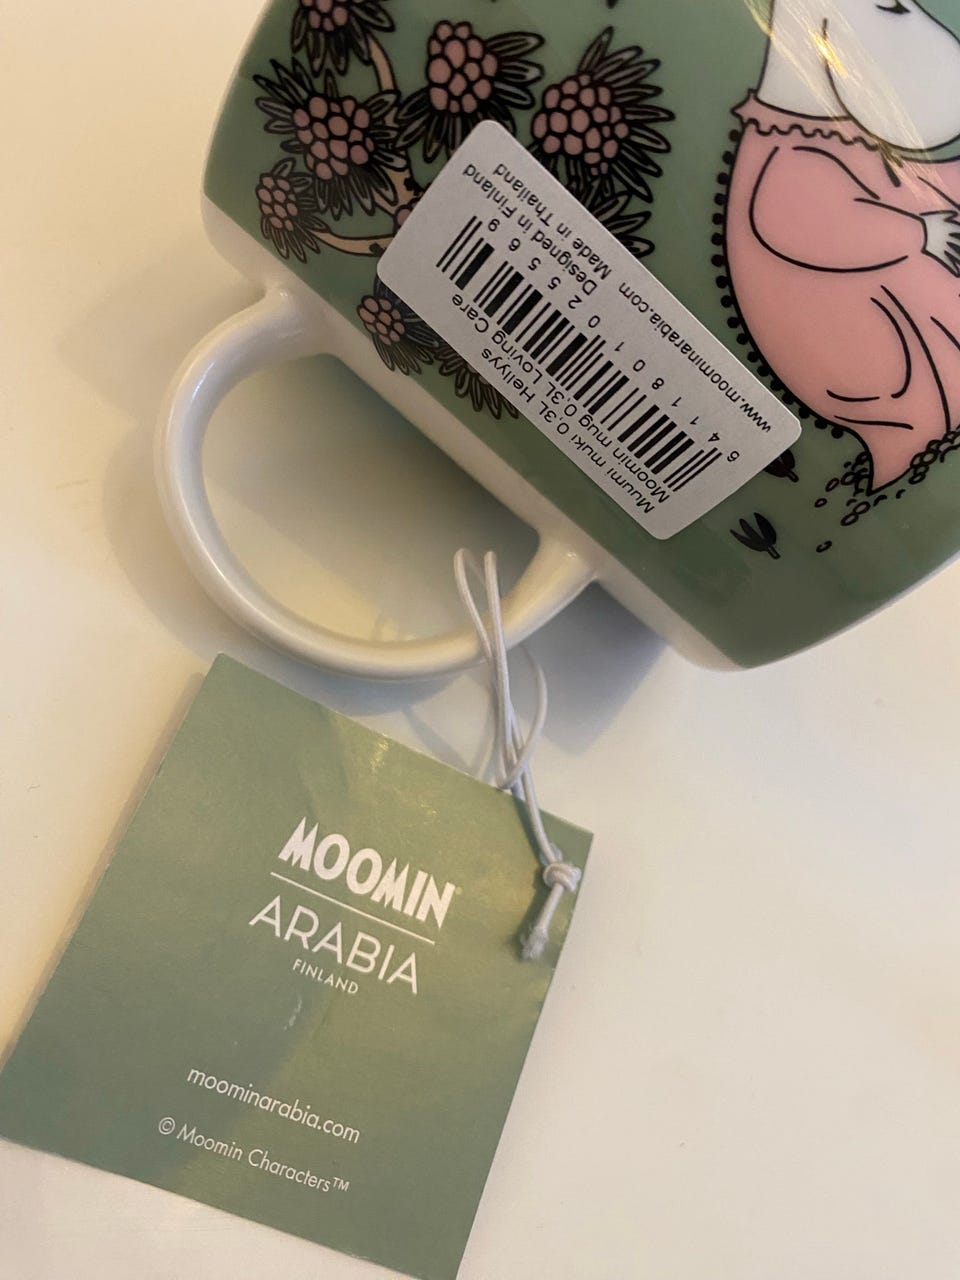 Muumi muki 0,3L Hellyys
Moomin mug 0,3L Loving Care
6 411801 025569
Designed in Finland
Made in Thailand
www.moominarabia.com
MOOMIN
ARABIA
FINLAND
moominarabia.com
© Moomin Characters™